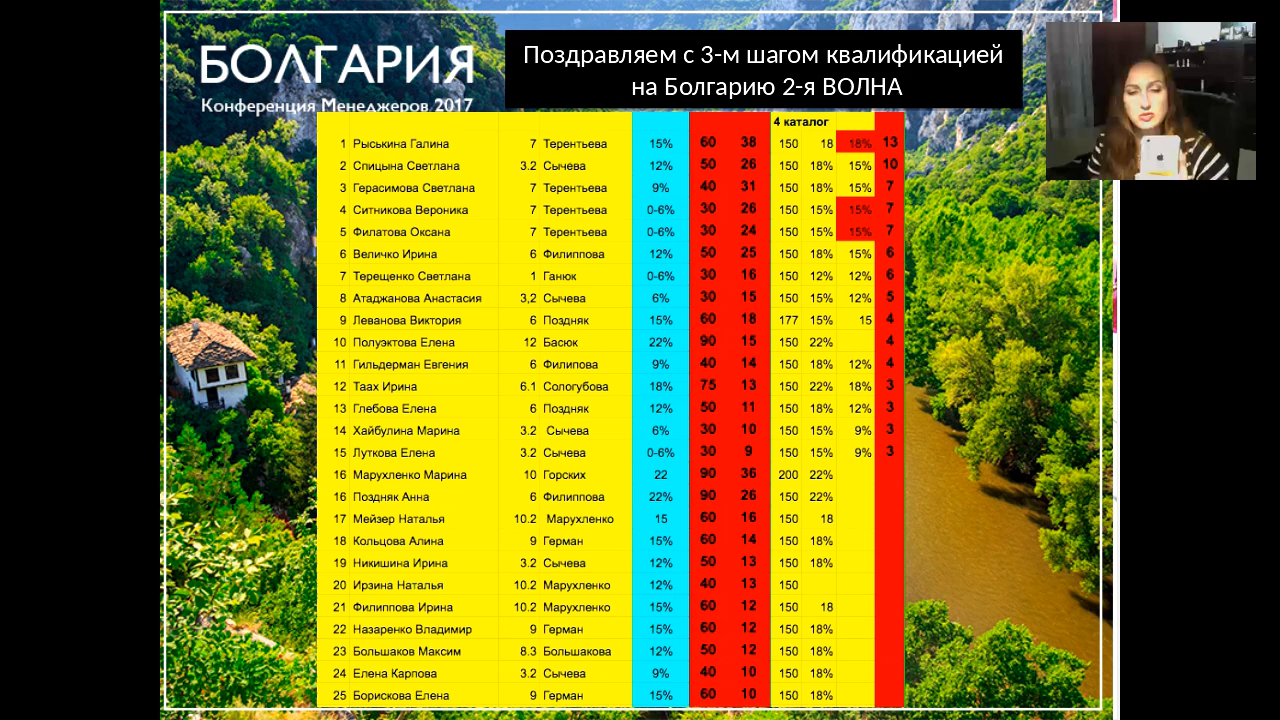 БОЛГАРИЯ
Конференция Менеджеров 2017
Поздравляем с 3-м шагом квалификацией
на Болгарию 2-я ВОЛНА
4 каталог
1 Рыськина Галина 7 Терентьева 15% 60 38 150 18 18% 13
2 Спицына Светлана 3.2 Сычева 12% 50 26 150 18% 15% 10
3 Герасимова Светлана 7 Терентьева 9% 40 31 150 18% 15% 7
4 Ситникова Вероника 7 Терентьева 0-6% 30 26 150 15% 15% 7
5 Филатова Оксана 7 Терентьева 0-6% 30 24 150 15% 15% 7
6 Величко Ирина 6 Филиппова 12% 50 25 150 18% 15% 6
7 Терещенко Светлана 1 Ганюк 0-6% 30 16 150 12% 12% 6
8 Атаджанова Анастасия 3,2 Сычева 6% 30 15 150 15% 12% 5
9 Леванова Виктория 6 Поздняк 15% 60 18 177 15% 15 4
10 Полуэктова Елена 12 Басюк 22% 90 15 150 22% 4
11 Гильдерман Евгения 6 Филипова 9% 40 14 150 18% 12% 4
12 Таах Ирина 6.1 Сологубова 18% 75 13 150 22% 18% 3
13 Глебова Елена 6 Поздняк 12% 50 11 150 18% 12% 3
14 Хайбулина Марина 3.2 Сычева 6% 30 10 150 15% 9% 3
15 Луткова Елена 3.2 Сычева 0-6% 30 9 150 15% 9% 3
16 Марухленко Марина 10 Горских 22 90 36 200 22%
16 Поздняк Анна 6 Филиппова 22% 90 26 150 22%
17 Мейзер Наталья 10.2 Марухленко 15 60 16 150 18
18 Кольцова Алина 9 Герман 15% 60 14 150 18%
19 Никишина Ирина 3.2 Сычева 12% 50 13 150 18%
20 Ирзина Наталья 10.2 Марухленко 12% 40 13 150
21 Филиппова Ирина 10.2 Марухленко 15% 60 12 150 18
22 Назаренко Владимир 9 Герман 15% 60 12 150 18%
23 Большаков Максим 8.3 Большакова 12% 50 12 150 18%
24 Елена Карпова 3.2 Сычева 9% 40 10 150 18%
25 Борискова Елена 9 Герман 15% 60 10 150 18%